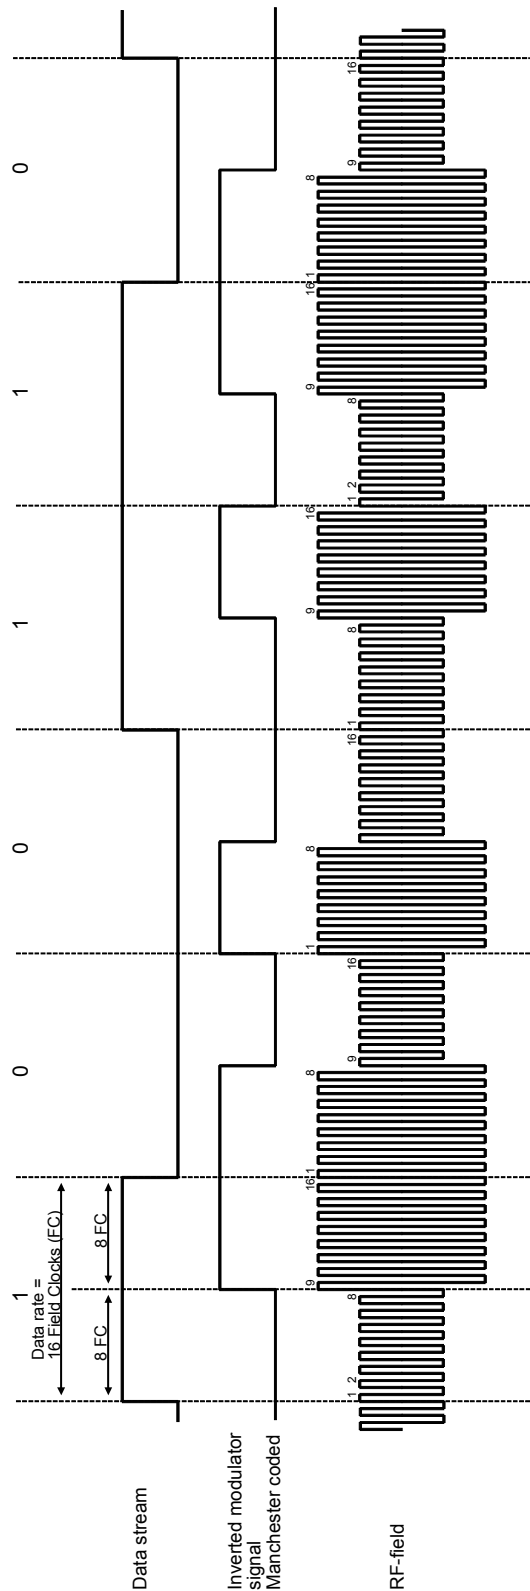 1 0 0 1 1 0
Data rate =
16 Field Clocks (FC)
8 FC 8 FC
Data stream
Inverted modulator
signal
Manchester coded
1 2 8 9 16 1 8 9 16 1 8 16 1 8 9 16 1 2 8 9 16 1 8 9 16
RF-field